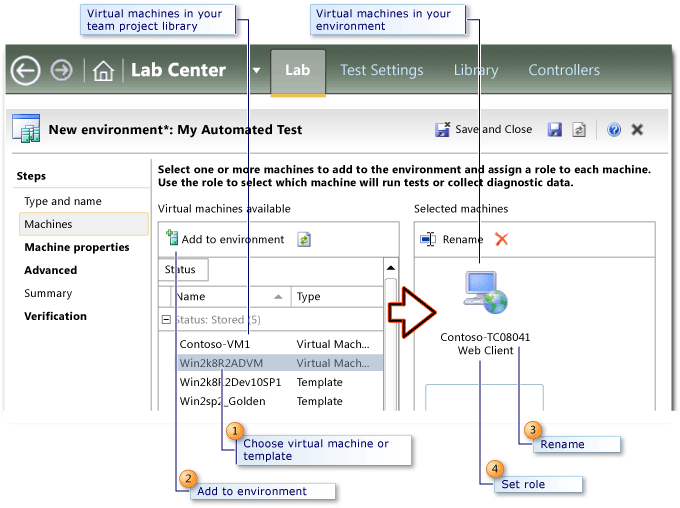 Virtual machines in your
team project library
Virtual machines in your
environment
Lab Center
Lab
Test Settings
Library
Controllers
New environment*: My Automated Test
Save and Close
Steps
Type and name
Machines
Machine properties
Advanced
Summary
Verification
Select one or more machines to add to the environment and assign a role to each machine.
Use the role to select which machine will run tests or collect diagnostic data.
Virtual machines available
Add to environment
Status
Name
Type
Status: Stored (5)
Contoso-VM1
Virtual Mach...
Win2k8R2ADVM
Virtual Mach...
Win2k8R2Dev10SP1
Template
Win2sp2_Golden
Template
Selected machines
Rename
Contoso-TC08041
Web Client
1
Choose virtual machine or
template
2
Add to environment
3
Rename
4
Set role